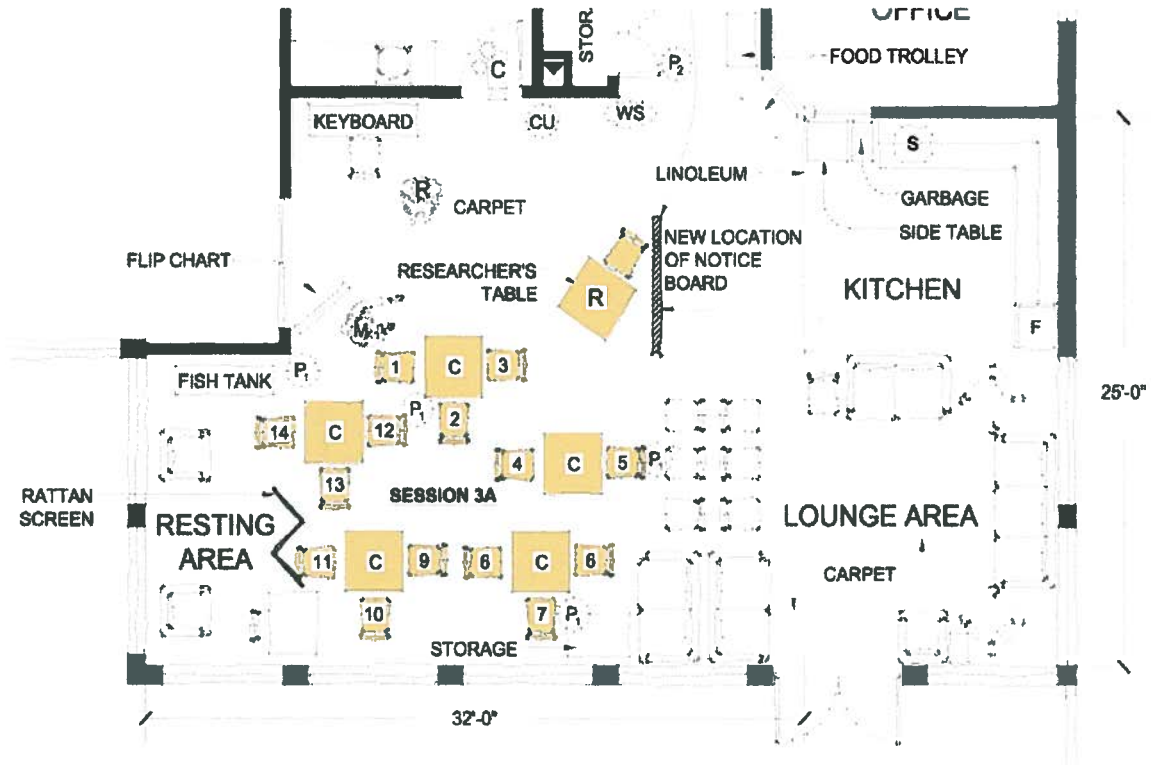 OFFICE
STOR.
FOOD TROLLEY
P2
C
KEYBOARD
CU
WS
S
LINOLEUM
GARBAGE
R
CARPET
SIDE TABLE
NEW LOCATION
OF NOTICE
BOARD
FLIP CHART
RESEARCHER'S
TABLE
R
KITCHEN
M
F
1
C
3
P1
FISH TANK
25'-0"
P1
2
14
C
12
4
C
5
P
13
SESSION 3A
RATTAN
SCREEN
RESTING
AREA
LOUNGE AREA
11
C
9
6
C
6
CARPET
10
7
P1
STORAGE
32'-0"